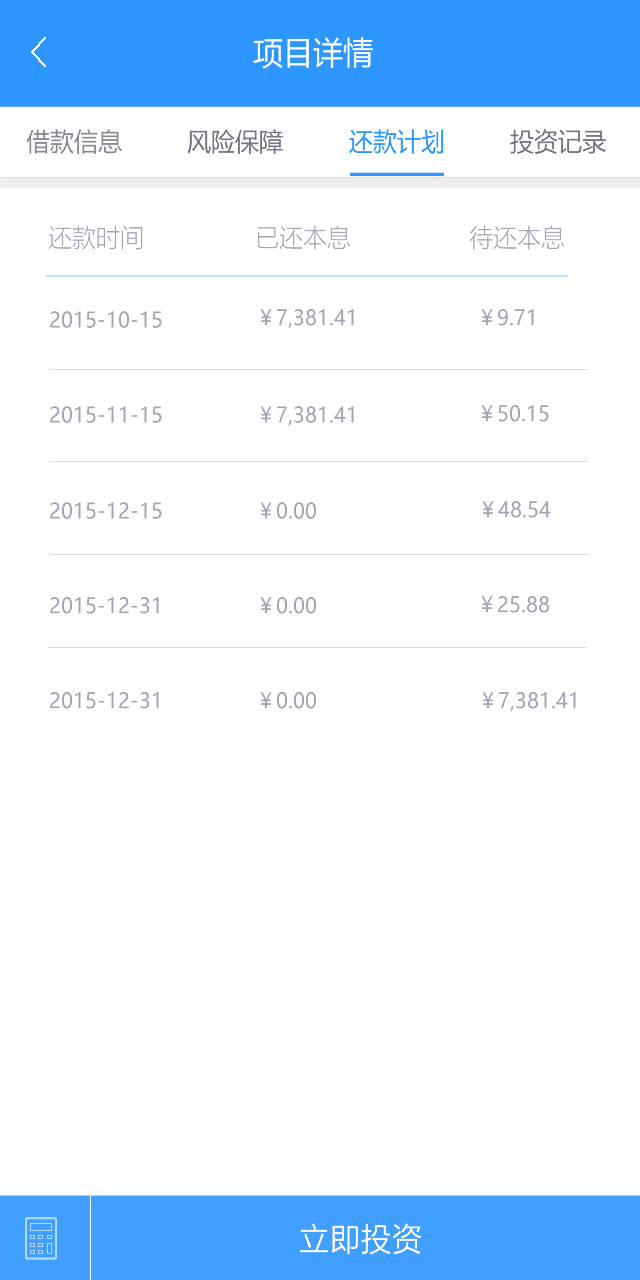 项目详情
借款信息 风险保障 还款计划 投资记录
还款时间 已还本息 待还本息
2015-10-15 ¥7,381.41 ¥9.71
2015-11-15 ¥7,381.41 ¥50.15
2015-12-15 ¥0.00 ¥48.54
2015-12-31 ¥0.00 ¥25.88
2015-12-31 ¥0.00 ¥7,381.41
立即投资